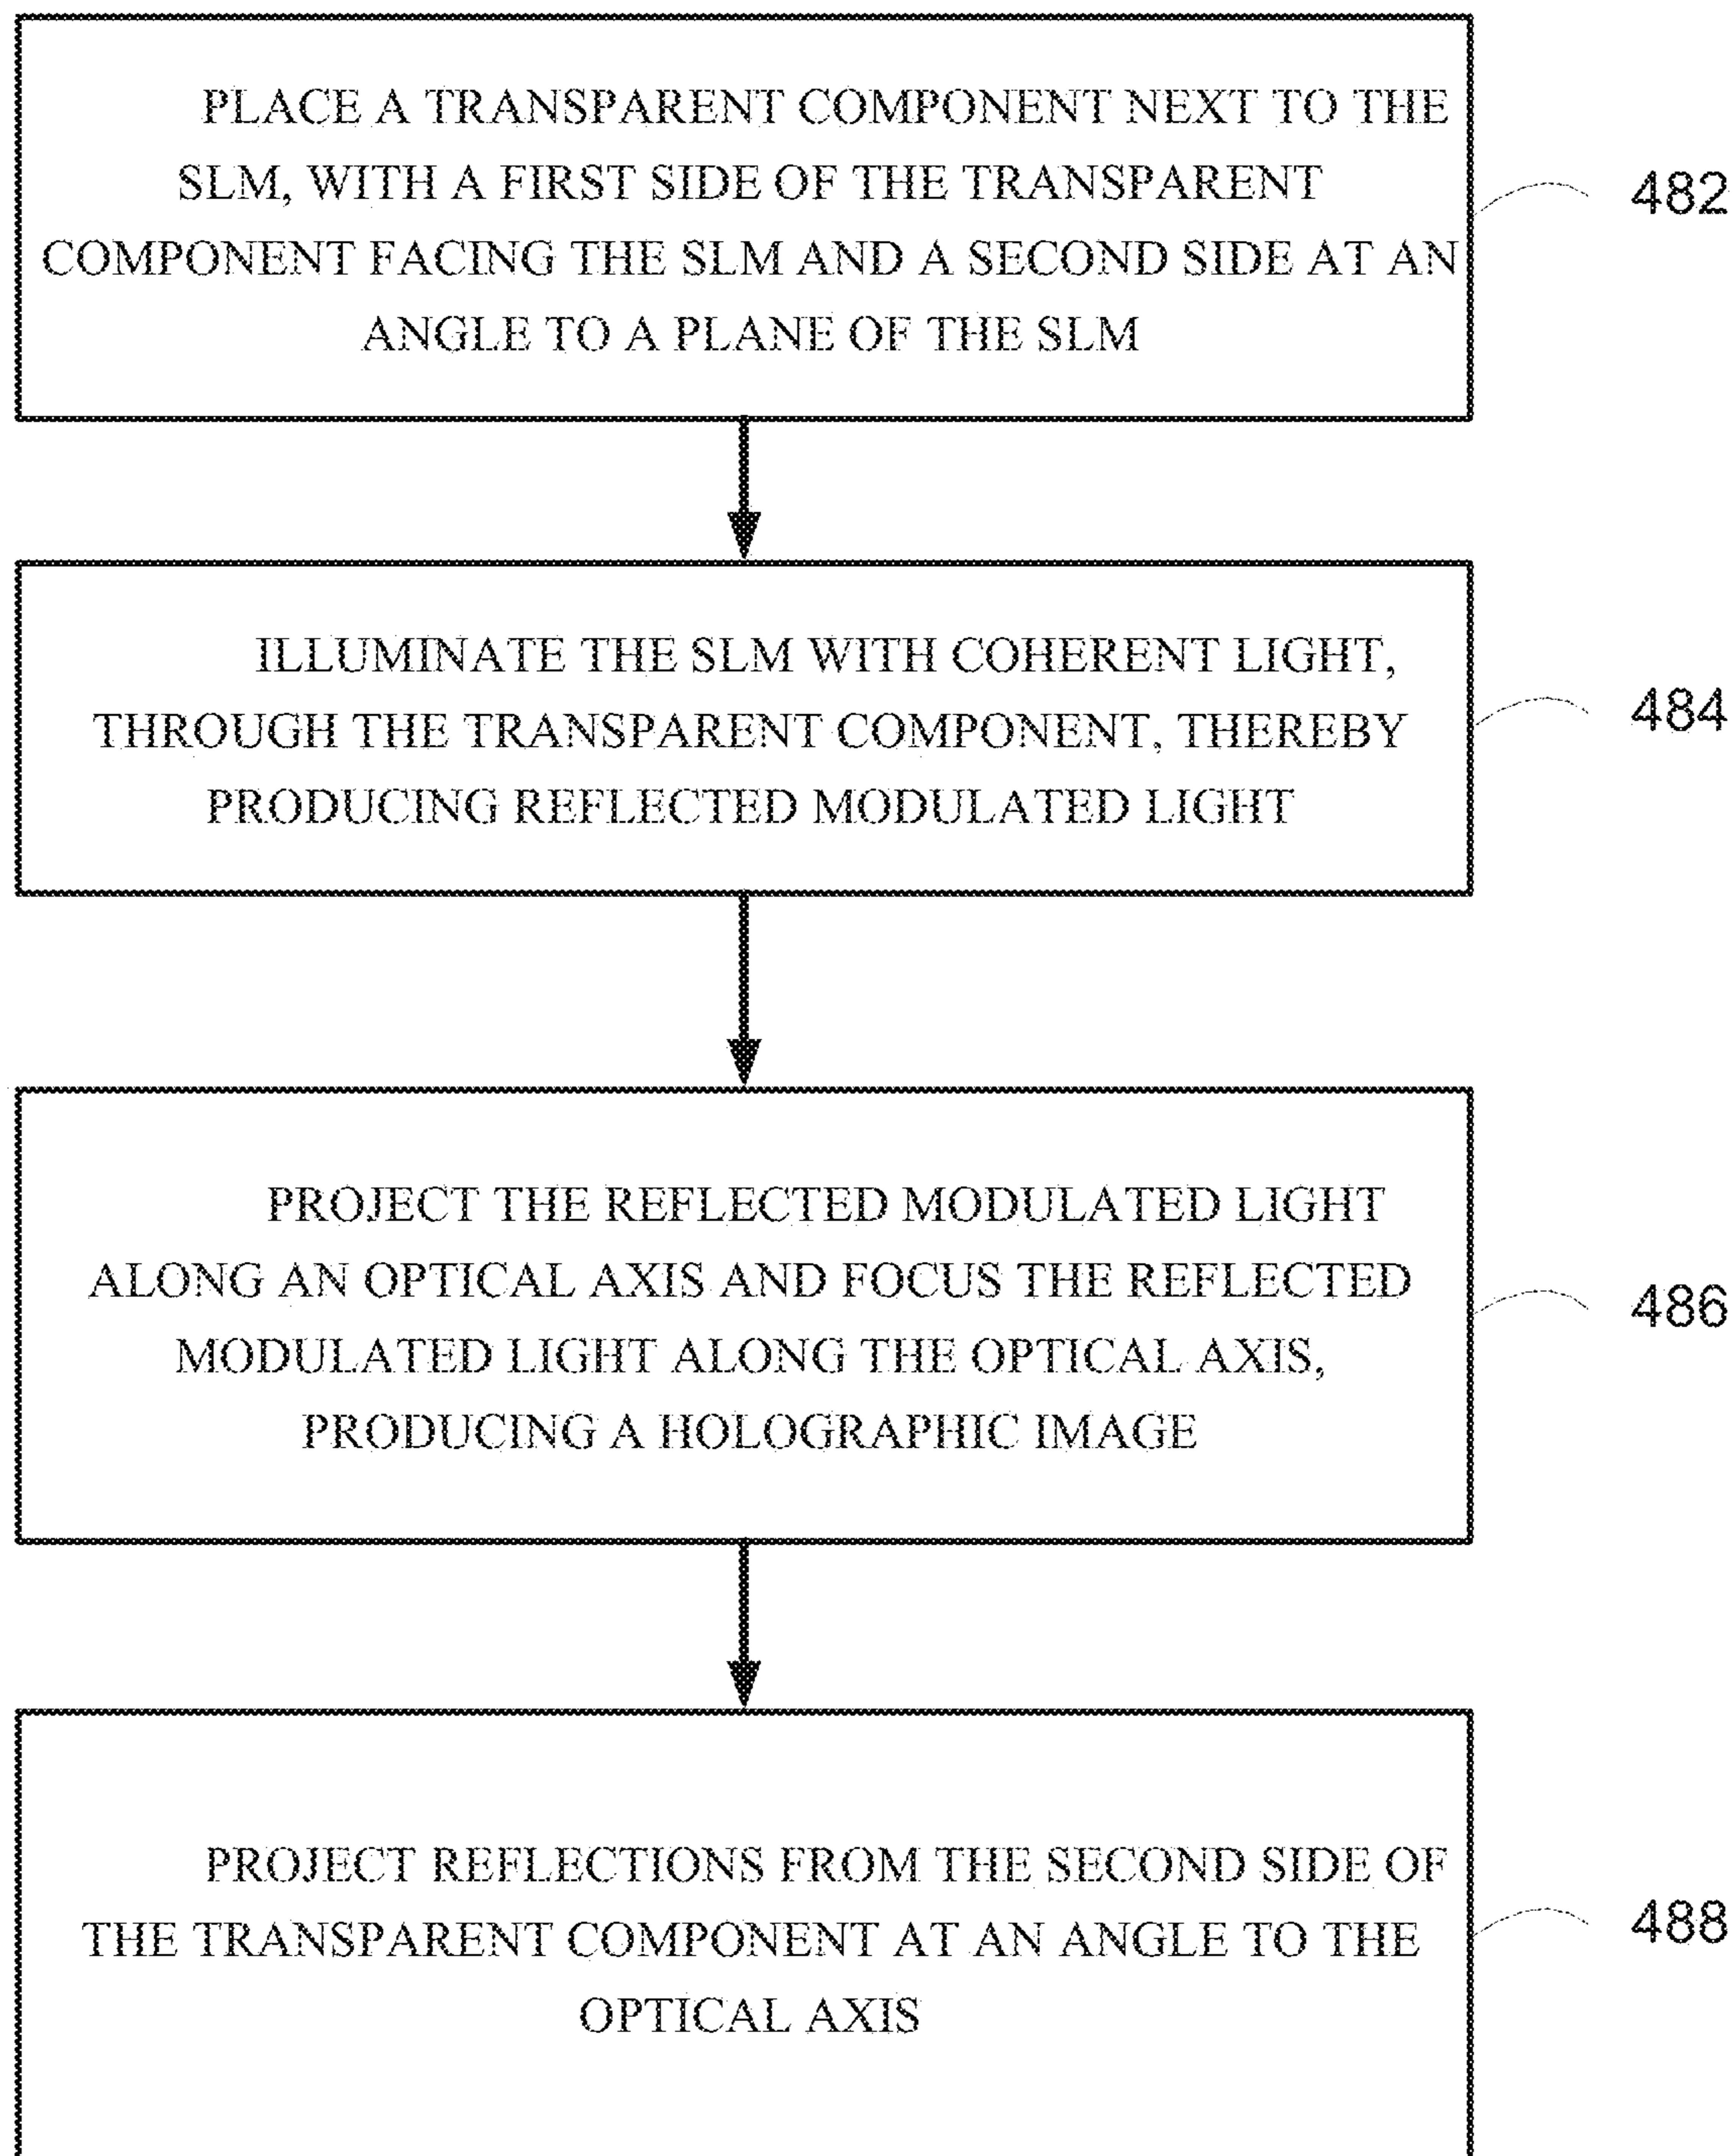 PLACE A TRANSPARENT COMPONENT NEXT TO THE
SLM, WITH A FIRST SIDE OF THE TRANSPARENT
COMPONENT FACING THE SLM AND A SECOND SIDE AT AN
ANGLE TO A PLANE OF THE SLM
482
ILLUMINATE THE SLM WITH COHERENT LIGHT,
THROUGH THE TRANSPARENT COMPONENT, THEREBY
PRODUCING REFLECTED MODULATED LIGHT
484
PROJECT THE REFLECTED MODULATED LIGHT
ALONG AN OPTICAL AXIS AND FOCUS THE REFLECTED
MODULATED LIGHT ALONG THE OPTICAL AXIS,
PRODUCING A HOLOGRAPHIC IMAGE
486
PROJECT REFLECTIONS FROM THE SECOND SIDE OF
THE TRANSPARENT COMPONENT AT AN ANGLE TO THE
OPTICAL AXIS
488